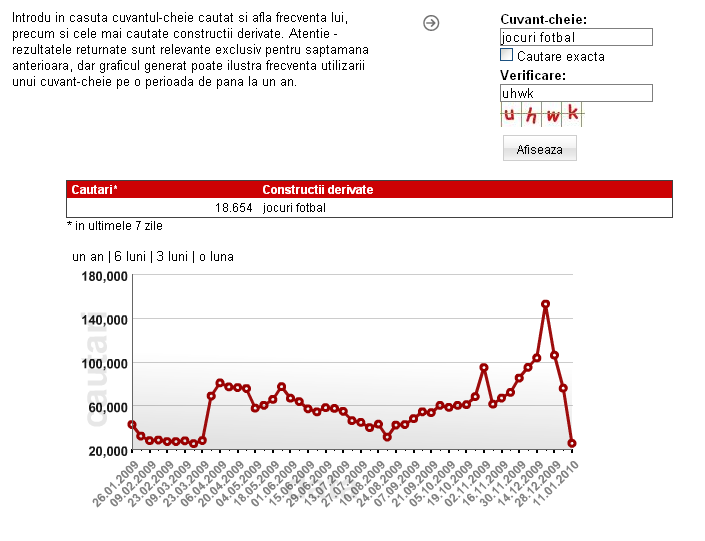 Introdu in casuta cuvantul-cheie cautat si afla frecventa lui,
precum si cele mai cautate constructii derivate. Atentie -
rezultatele returnate sunt relevante exclusiv pentru saptamana
anterioara, dar graficul generat poate ilustra frecventa utilizarii
unui cuvant-cheie pe o perioada de pana la un an.
Cuvant-cheie:
jocuri fotbal
Cautare exacta
Verificare:
uhwk
u h w k
Afiseaza
Cautari* Constructii derivate
18.654 jocuri fotbal
* in ultimele 7 zile
un an | 6 luni | 3 luni | o luna
180,000
140,000
100,000
60,000
20,000
cautari
26.01.2009
09.02.2009
23.02.2009
09.03.2009
23.03.2009
06.04.2009
20.04.2009
04.05.2009
18.05.2009
01.06.2009
15.06.2009
29.06.2009
13.07.2009
27.07.2009
10.08.2009
24.08.2009
07.09.2009
21.09.2009
05.10.2009
19.10.2009
02.11.2009
16.11.2009
30.11.2009
14.12.2009
28.12.2009
11.01.2010